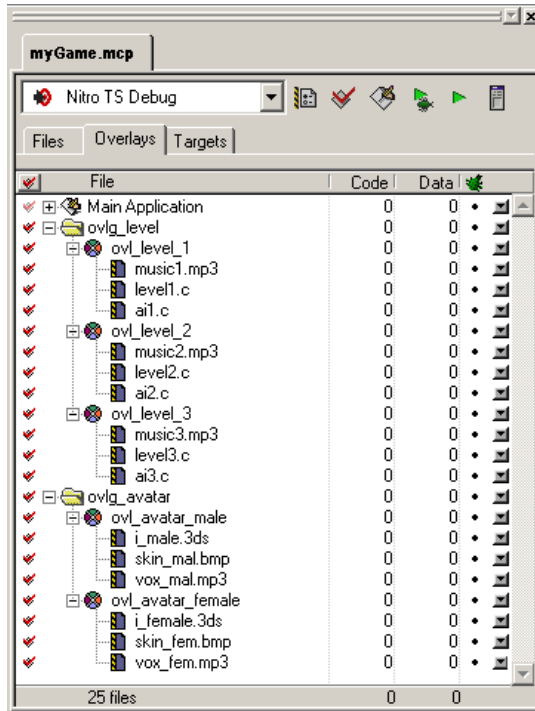 myGame.mcp
Nitro TS Debug
Files Overlays Targets
File Code Data
Main Application 0 0
ovlg_level 0 0
ovl_level_1 0 0
music1.mp3 0 0
level1.c 0 0
ai1.c 0 0
ovl_level_2 0 0
music2.mp3 0 0
level2.c 0 0
ai2.c 0 0
ovl_level_3 0 0
music3.mp3 0 0
level3.c 0 0
ai3.c 0 0
ovlg_avatar 0 0
ovl_avatar_male 0 0
i_male.3ds 0 0
skin_mal.bmp 0 0
vox_mal.mp3 0 0
ovl_avatar_female 0 0
i_female.3ds 0 0
skin_fem.bmp 0 0
vox_fem.mp3 0 0
25 files 0 0